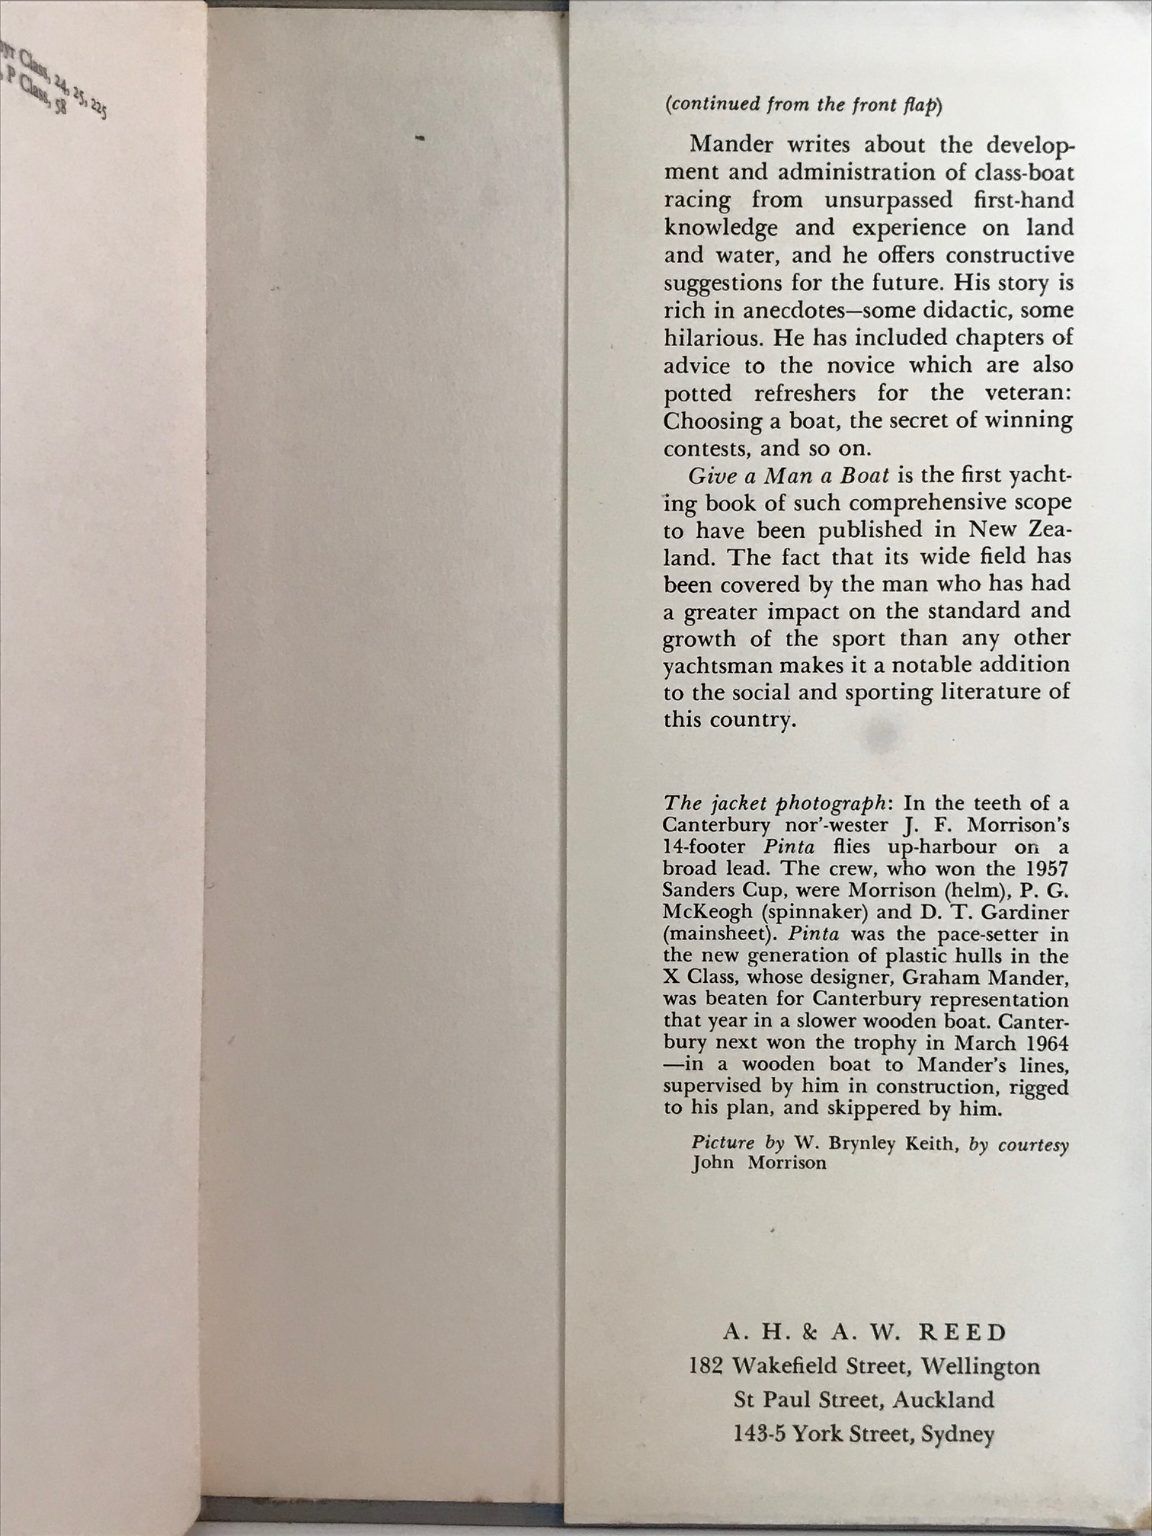 Class, 24, 25, 225
P Class, 58
(continued from the front flap)
Mander writes about the develop-
ment and administration of class-boat
racing from unsurpassed first-hand
knowledge and experience on land
and water, and he offers constructive
suggestions for the future. His story is
rich in anecdotes—some didactic, some
hilarious. He has included chapters of
advice to the novice which are also
potted refreshers for the veteran:
Choosing a boat, the secret of winning
contests, and so on.
Give a Man a Boat is the first yacht-
ing book of such comprehensive scope
to have been published in New Zea-
land. The fact that its wide field has
been covered by the man who has had
a greater impact on the standard and
growth of the sport than any other
yachtsman makes it a notable addition
to the social and sporting literature of
this country.
The jacket photograph: In the teeth of a
Canterbury nor'-wester J. F. Morrison's
14-footer Pinta flies up-harbour on a
broad lead. The crew, who won the 1957
Sanders Cup, were Morrison (helm), P. G.
McKeogh (spinnaker) and D. T. Gardiner
(mainsheet). Pinta was the pace-setter in
the new generation of plastic hulls in the
X Class, whose designer, Graham Mander,
was beaten for Canterbury representation
that year in a slower wooden boat. Canter-
bury next won the trophy in March 1964
—in a wooden boat to Mander's lines,
supervised by him in construction, rigged
to his plan, and skippered by him.
Picture by W. Brynley Keith, by courtesy
John Morrison
A. H. & A. W. REED
182 Wakefield Street, Wellington
St Paul Street, Auckland
143-5 York Street, Sydney